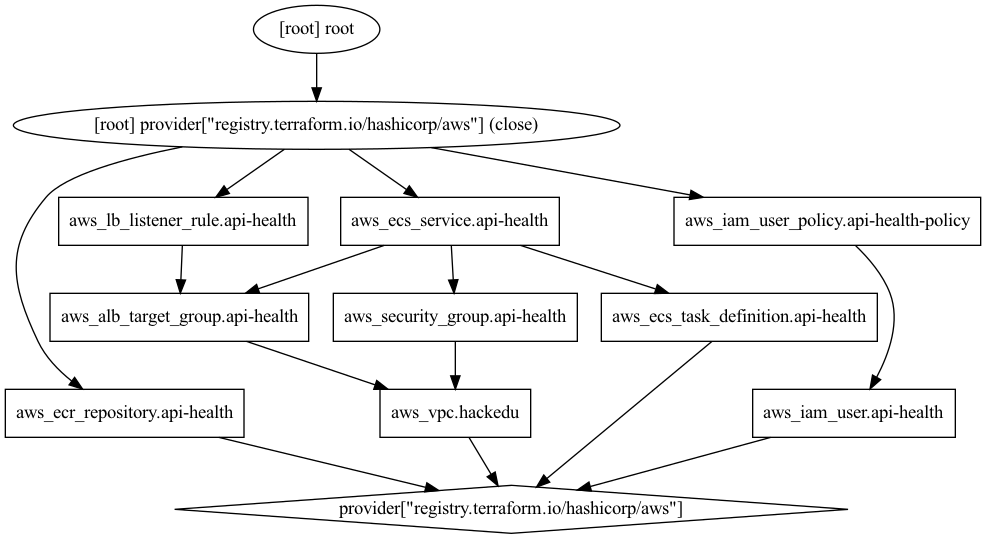 [root] root
[root] provider["registry.terraform.io/hashicorp/aws"] (close)
aws_lb_listener_rule.api-health
aws_ecs_service.api-health
aws_iam_user_policy.api-health-policy
aws_alb_target_group.api-health
aws_security_group.api-health
aws_ecs_task_definition.api-health
aws_ecr_repository.api-health
aws_vpc.hackedu
aws_iam_user.api-health
provider["registry.terraform.io/hashicorp/aws"]